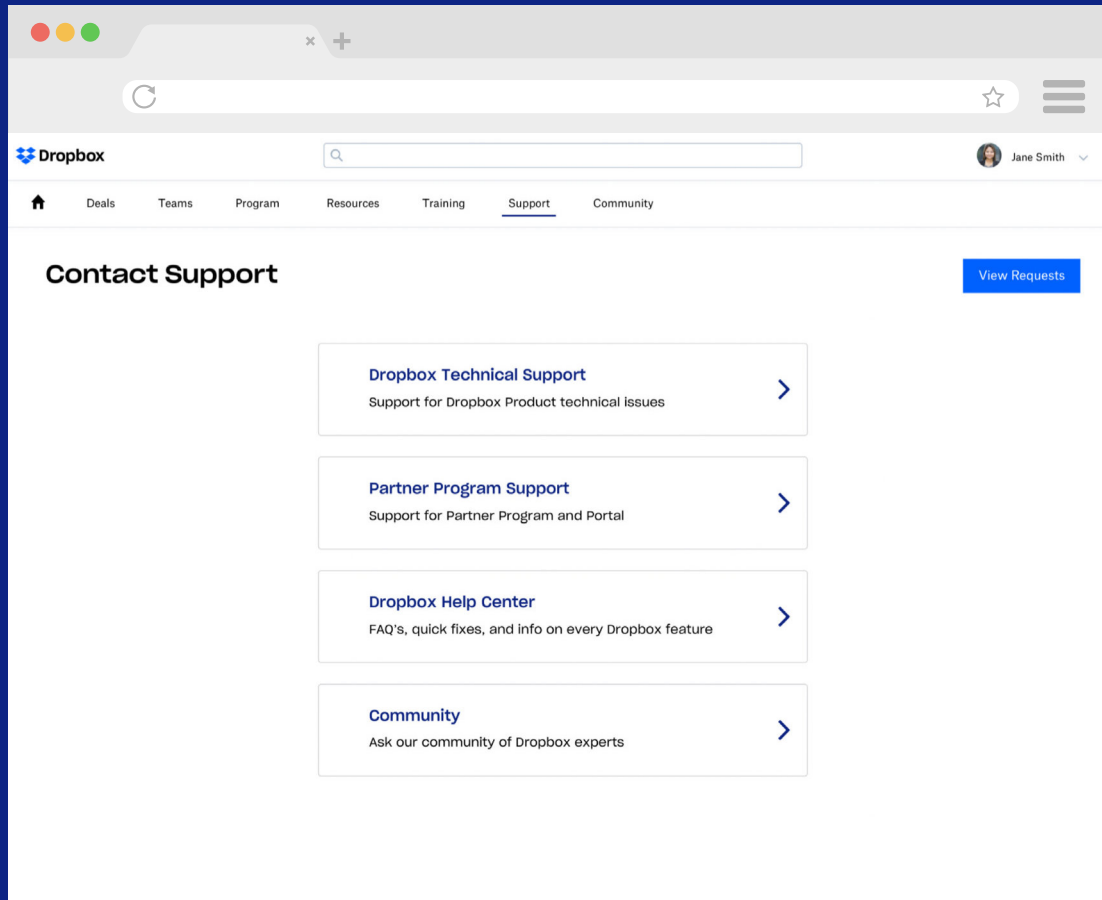 Dropbox
Jane Smith
Deals Teams Program Resources Training Support Community
Contact Support
View Requests
Dropbox Technical Support
Support for Dropbox Product technical issues
Partner Program Support
Support for Partner Program and Portal
Dropbox Help Center
FAQ's, quick fixes, and info on every Dropbox feature
Community
Ask our community of Dropbox experts